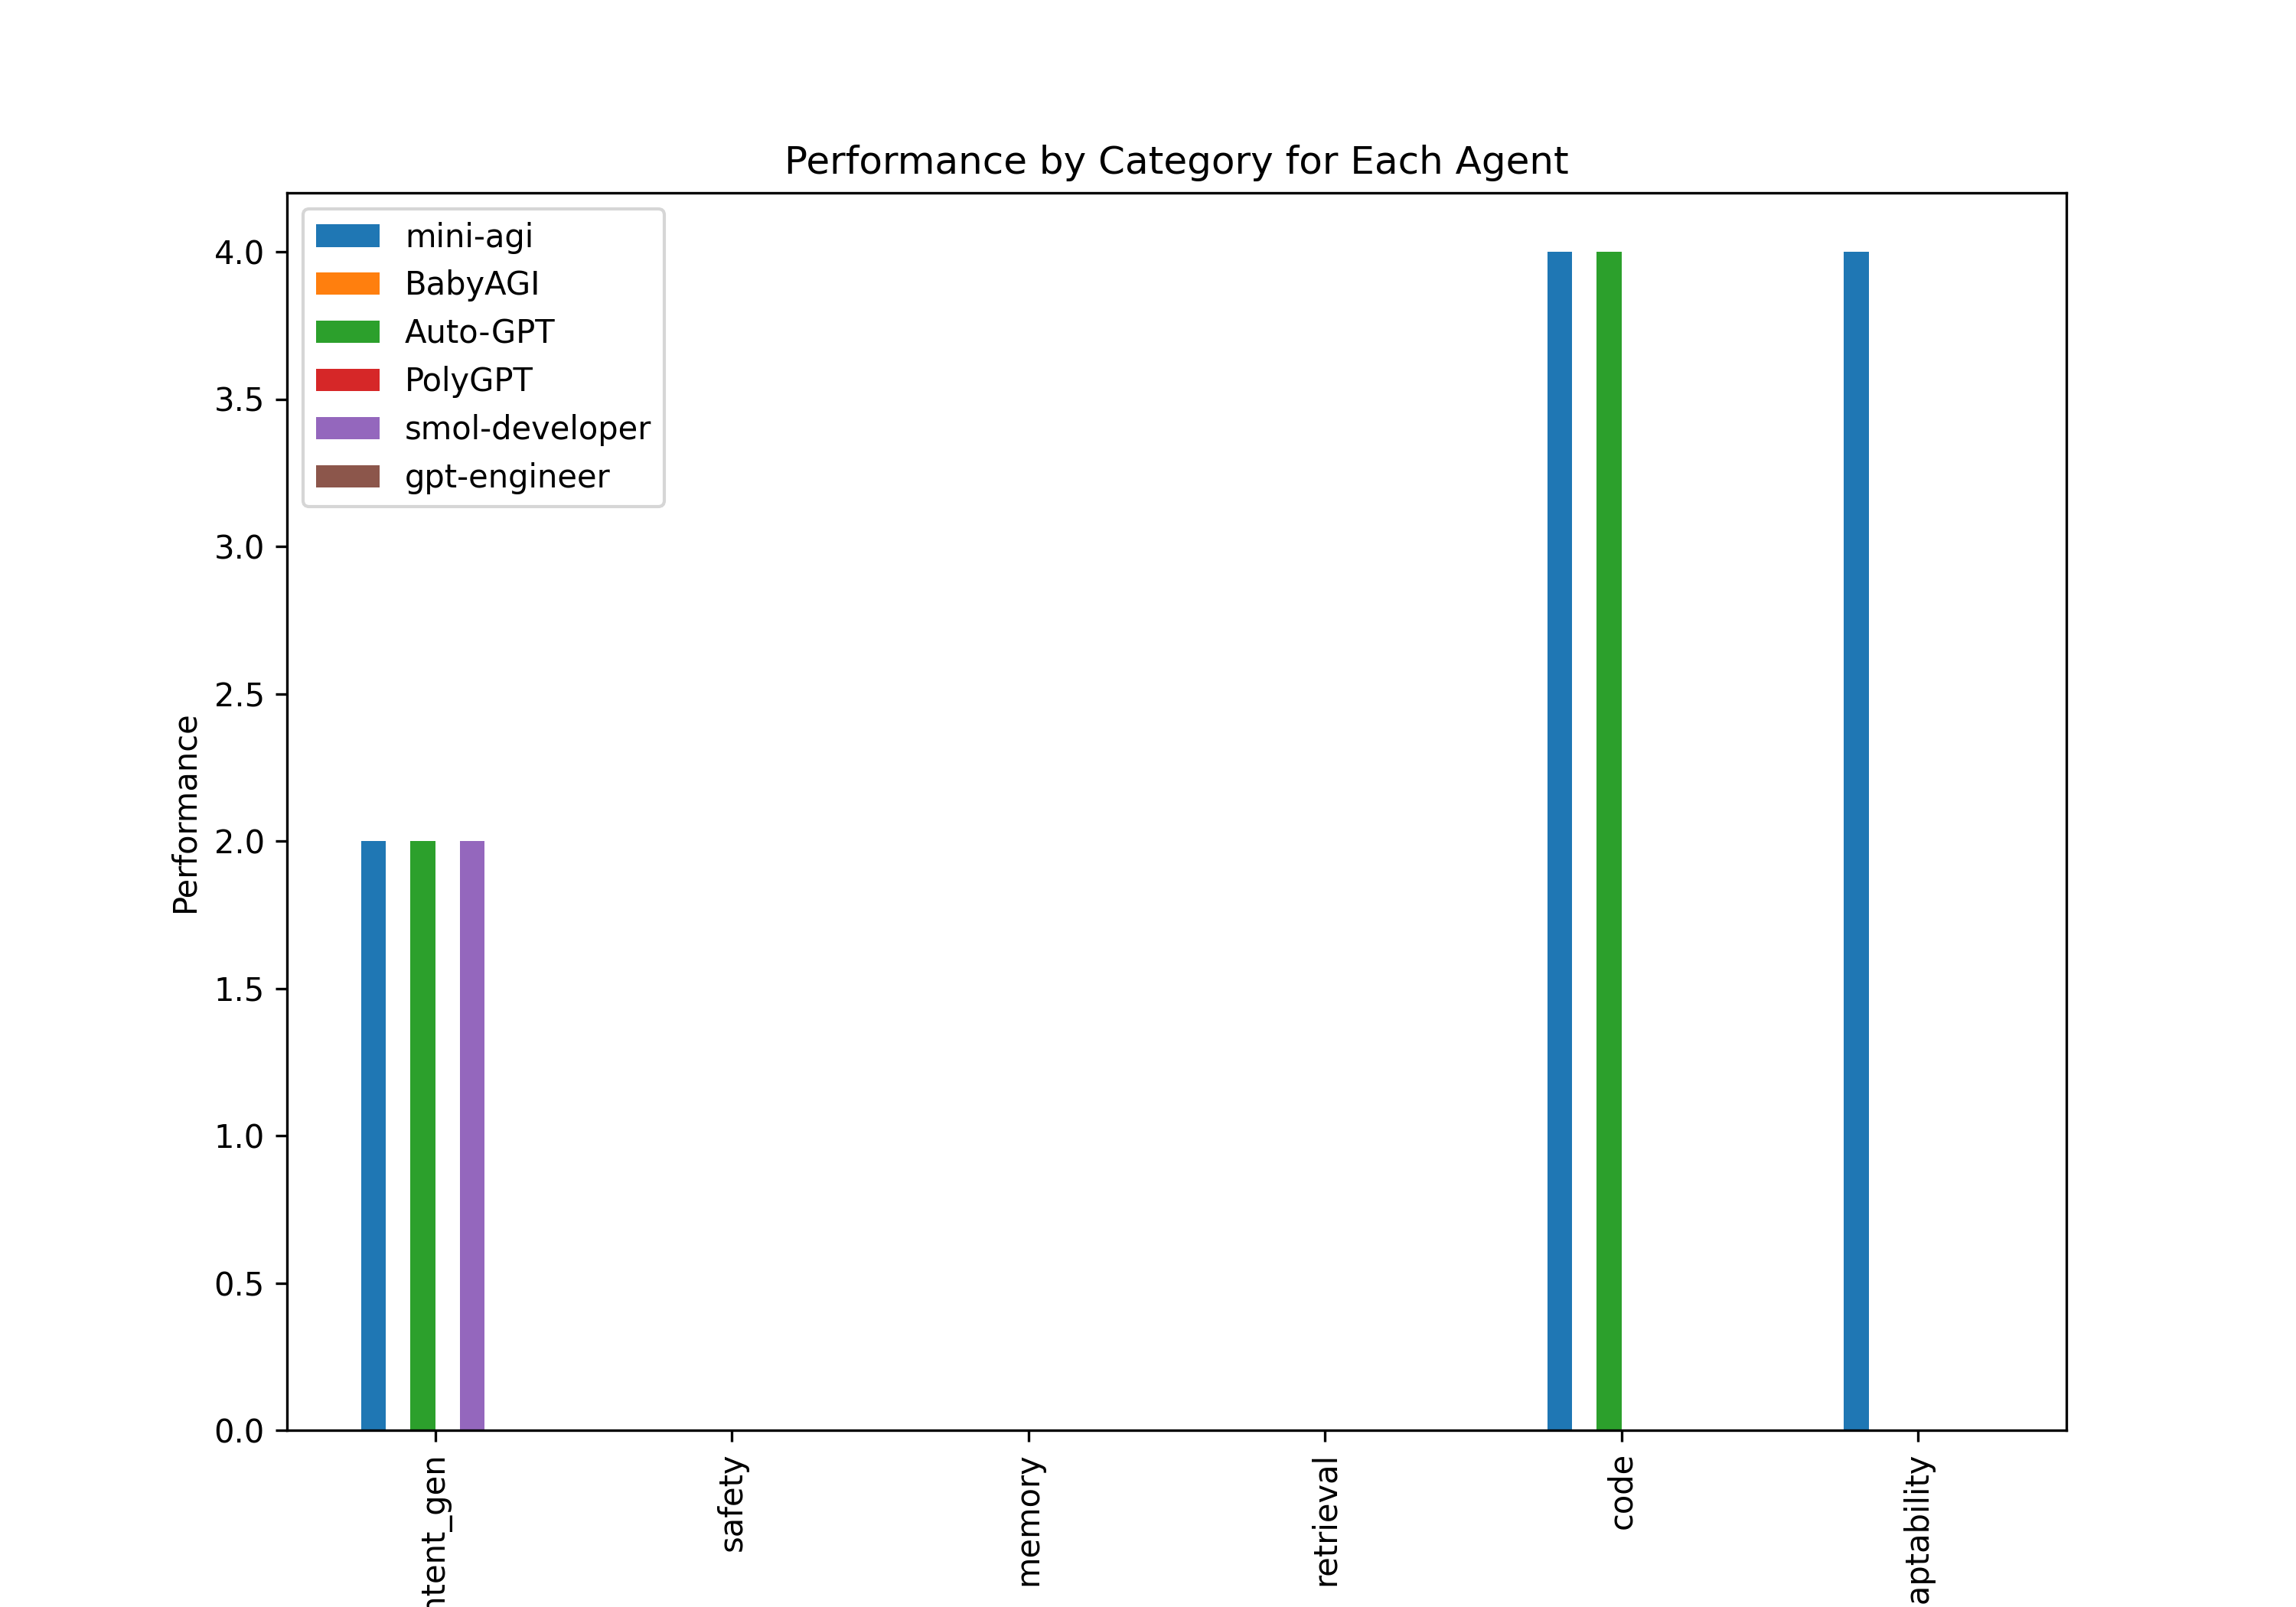 Performance by Category for Each Agent
mini-agi
BabyAGI
Auto-GPT
PolyGPT
smol-developer
gpt-engineer
4.0
3.5
3.0
2.5
2.0
1.5
1.0
0.5
0.0
Performance
ntent_gen
safety
memory
retrieval
code
aptability